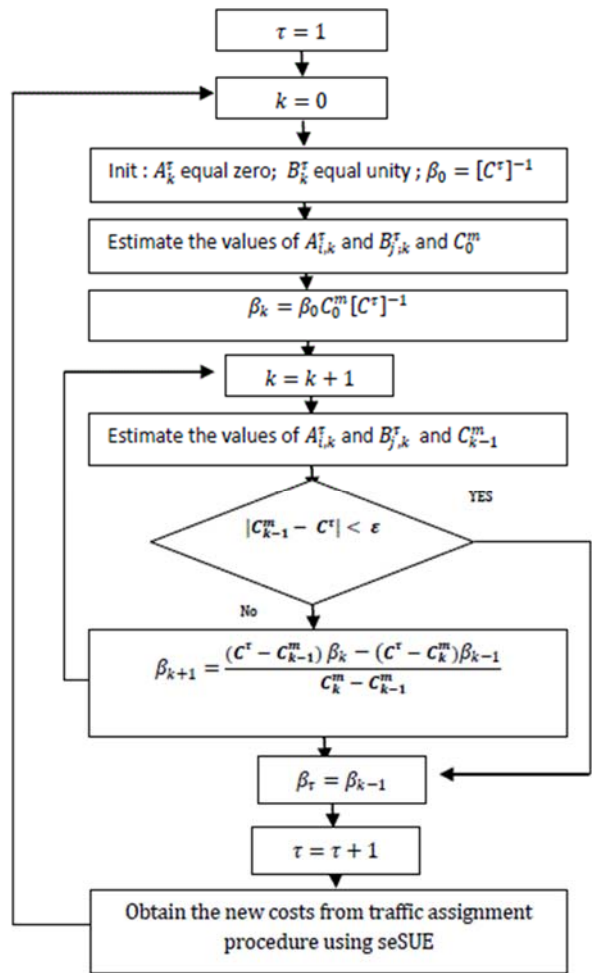 τ = 1
k = 0
Init : A_k^τ equal zero; B_k^τ equal unity ; β_0 = [C^τ]^{-1}
Estimate the values of A_{i,k}^τ and B_{j,k}^τ and C_0^m
β_k = β_0 C_0^m [C^τ]^{-1}
k = k + 1
Estimate the values of A_{i,k}^τ and B_{j,k}^τ and C_{k-1}^m
YES
|C_{k-1}^m − C^τ| < ε
No
β_{k+1} = \frac{(C^τ − C_{k-1}^m) β_k − (C^τ − C_k^m)β_{k-1}}{C_k^m − C_{k-1}^m}
β_τ = β_{k-1}
τ = τ + 1
Obtain the new costs from traffic assignment
procedure using seSUE